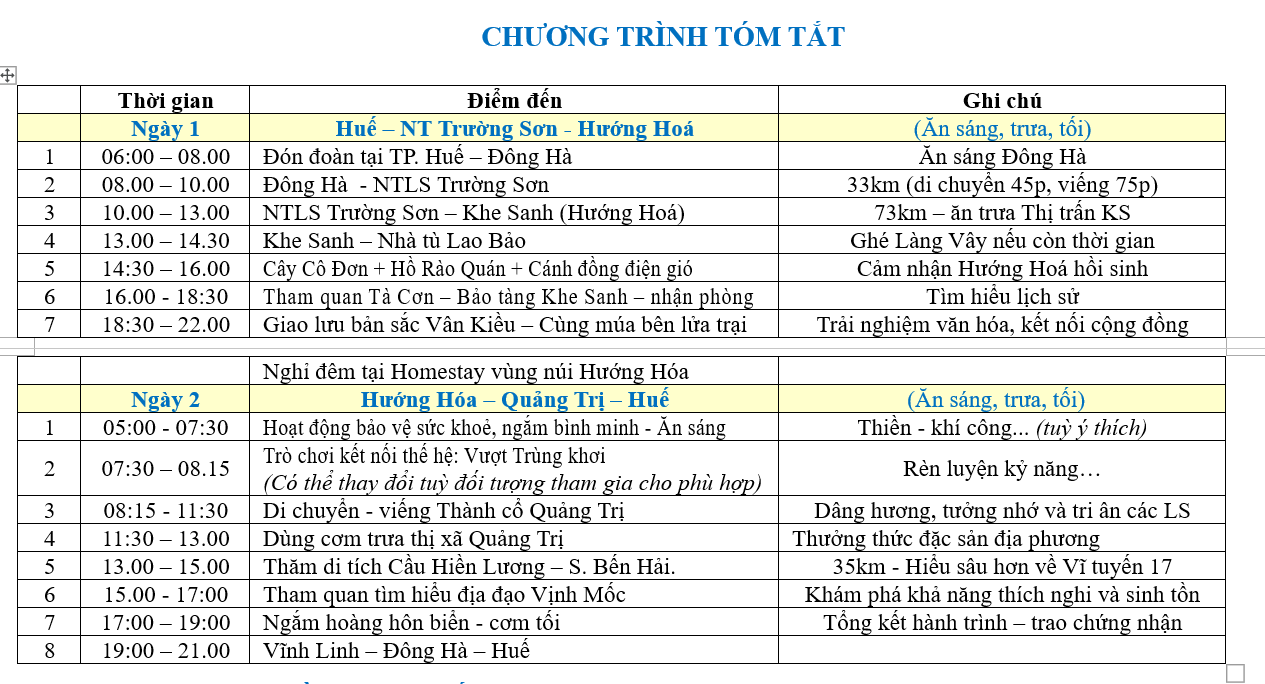 CHƯƠNG TRÌNH TÓM TẮT
Thời gian Điểm đến Ghi chú
Ngày 1 Huế – NT Trường Sơn - Hướng Hoá (Ăn sáng, trưa, tối)
1 06:00 – 08.00 Đón đoàn tại TP. Huế – Đông Hà Ăn sáng Đông Hà
2 08.00 – 10.00 Đông Hà - NTLS Trường Sơn 33km (di chuyển 45p, viếng 75p)
3 10.00 – 13.00 NTLS Trường Sơn – Khe Sanh (Hướng Hoá) 73km – ăn trưa Thị trấn KS
4 13.00 – 14.30 Khe Sanh – Nhà tù Lao Bảo Ghé Làng Vây nếu còn thời gian
5 14:30 – 16.00 Cây Cô Đơn + Hồ Rào Quán + Cánh đồng điện gió Cảm nhận Hướng Hoá hồi sinh
6 16.00 - 18:30 Tham quan Tà Cơn – Bảo tàng Khe Sanh – nhận phòng Tìm hiểu lịch sử
7 18:30 – 22.00 Giao lưu bản sắc Vân Kiều – Cùng múa bên lửa trại Trải nghiệm văn hóa, kết nối cộng đồng
Nghỉ đêm tại Homestay vùng núi Hướng Hóa
Ngày 2 Hướng Hóa – Quảng Trị – Huế (Ăn sáng, trưa, tối)
1 05:00 - 07:30 Hoạt động bảo vệ sức khoẻ, ngắm bình minh - Ăn sáng Thiền - khí công... (tuỳ ý thích)
2 07:30 – 08.15 Trò chơi kết nối thế hệ: Vượt Trùng khơi
(Có thể thay đổi tuỳ đối tượng tham gia cho phù hợp) Rèn luyện kỷ năng…
3 08:15 - 11:30 Di chuyển - viếng Thành cổ Quảng Trị Dâng hương, tưởng nhớ và tri ân các LS
4 11:30 – 13.00 Dùng cơm trưa thị xã Quảng Trị Thưởng thức đặc sản địa phương
5 13.00 – 15.00 Thăm di tích Cầu Hiền Lương – S. Bến Hải. 35km - Hiểu sâu hơn về Vĩ tuyến 17
6 15.00 - 17:00 Tham quan tìm hiểu địa đạo Vịnh Mốc Khám phá khả năng thích nghi và sinh tồn
7 17:00 – 19:00 Ngắm hoàng hôn biển - cơm tối Tổng kết hành trình – trao chứng nhận
8 19:00 – 21.00 Vĩnh Linh – Đông Hà – Huế